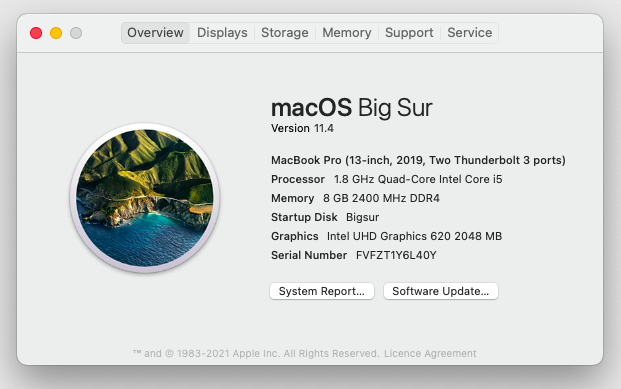 Overview Displays Storage Memory Support Service
macOS Big Sur
Version 11.4
MacBook Pro (13-inch, 2019, Two Thunderbolt 3 ports)
Processor 1.8 GHz Quad-Core Intel Core i5
Memory 8 GB 2400 MHz DDR4
Startup Disk Bigsur
Graphics Intel UHD Graphics 620 2048 MB
Serial Number FVFZT1Y6L40Y
System Report... Software Update...
™ and © 1983-2021 Apple Inc. All Rights Reserved. Licence Agreement